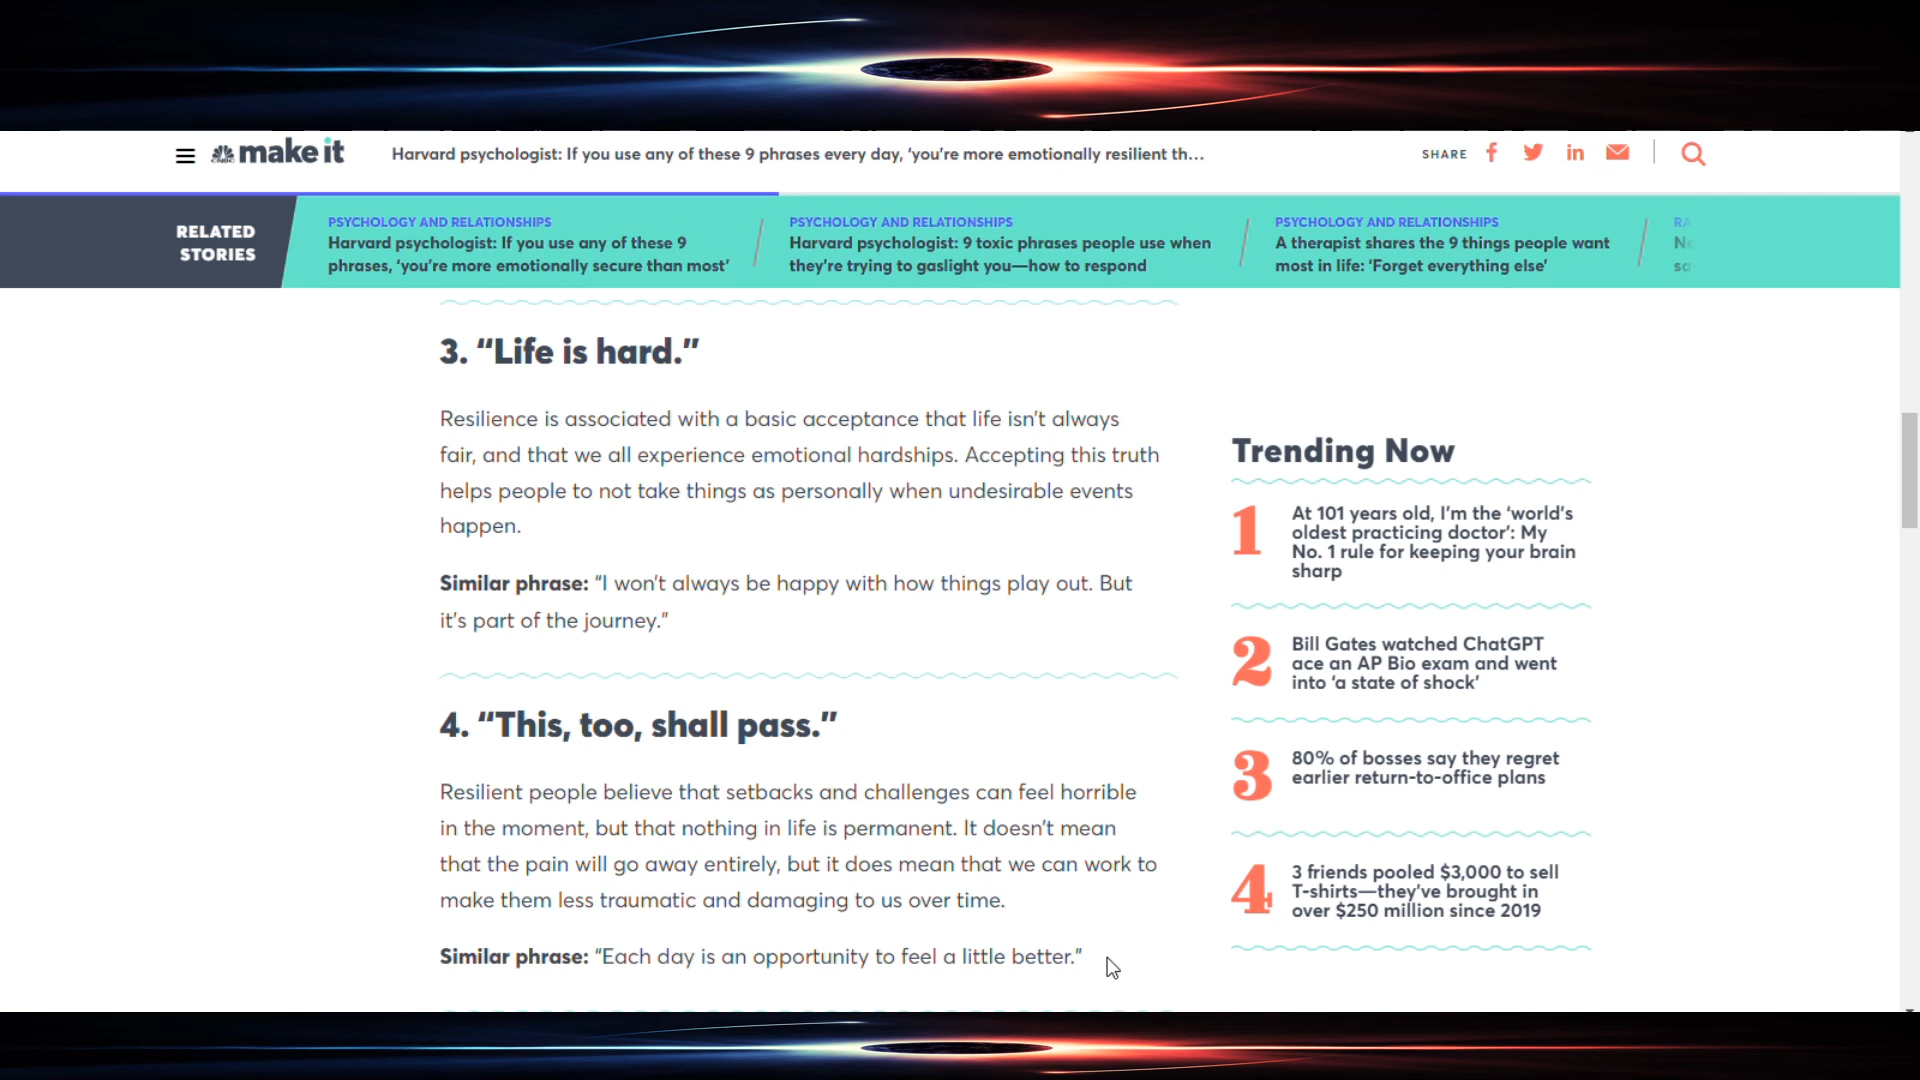 make it
Harvard psychologist: If you use any of these 9 phrases every day, ‘you’re more emotionally resilient th...
SHARE
RELATED
STORIES
PSYCHOLOGY AND RELATIONSHIPS
Harvard psychologist: If you use any of these 9
phrases, ‘you’re more emotionally secure than most’
PSYCHOLOGY AND RELATIONSHIPS
Harvard psychologist: 9 toxic phrases people use when
they’re trying to gaslight you—how to respond
PSYCHOLOGY AND RELATIONSHIPS
A therapist shares the 9 things people want
most in life: ‘Forget everything else’
3. “Life is hard.”
Resilience is associated with a basic acceptance that life isn’t always
fair, and that we all experience emotional hardships. Accepting this truth
helps people to not take things as personally when undesirable events
happen.
Similar phrase: “I won’t always be happy with how things play out. But
it’s part of the journey.”
4. “This, too, shall pass.”
Resilient people believe that setbacks and challenges can feel horrible
in the moment, but that nothing in life is permanent. It doesn’t mean
that the pain will go away entirely, but it does mean that we can work to
make them less traumatic and damaging to us over time.
Similar phrase: “Each day is an opportunity to feel a little better.”
Trending Now
1
At 101 years old, I’m the ‘world’s
oldest practicing doctor’: My
No. 1 rule for keeping your brain
sharp
2
Bill Gates watched ChatGPT
ace an AP Bio exam and went
into ‘a state of shock’
3
80% of bosses say they regret
earlier return-to-office plans
4
3 friends pooled $3,000 to sell
T-shirts—they’ve brought in
over $250 million since 2019